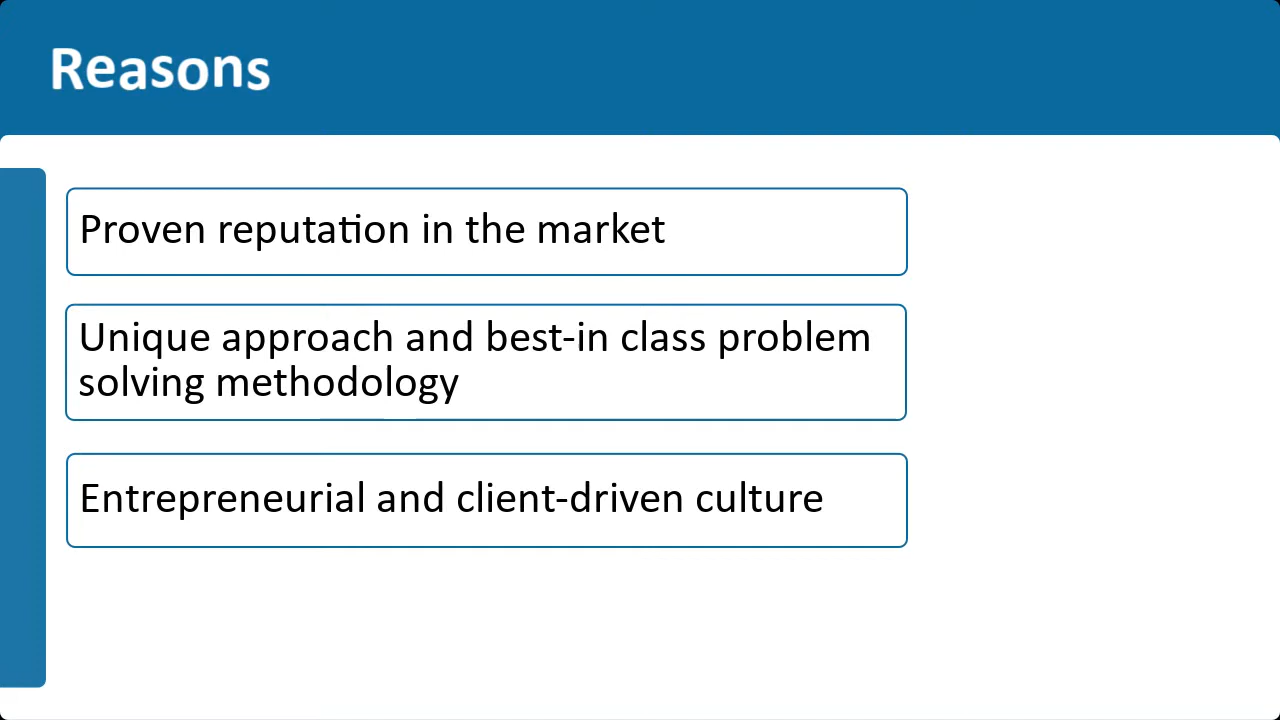 Reasons
Proven reputation in the market
Unique approach and best-in class problem
solving methodology
Entrepreneurial and client-driven culture